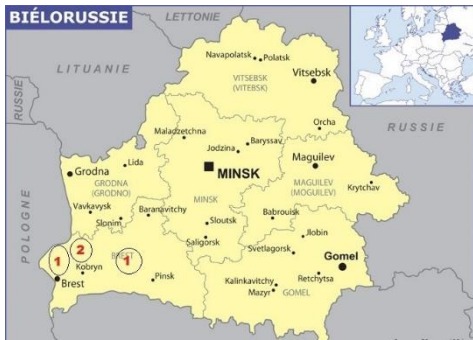 BIÉLORUSSIE
LETTONIE
LITUANIE
RUSSIE
POLOGNE
RUSSIE
Navapolatsk
Polatsk
VITSEBSK
(VITEBSK)
Vitsebsk
Orcha
Maladzetchna
Jodzina
Baryssav
Lida
Grodna
GRODNA
(GRODNO)
MINSK
Maguilev
MAGUILEV
(MOGUILEV)
Krytchav
Vavkavysk
Slonim
Baranavitchy
MINSK
Sloutsk
Babrouisk
Saligorsk
Jlobin
Svetlagorsk
Gomel
1
2
Kobryn
BREST
1
Brest
Pinsk
Kalinkavitchy
Mazyr
Retchytsa
GOMEL